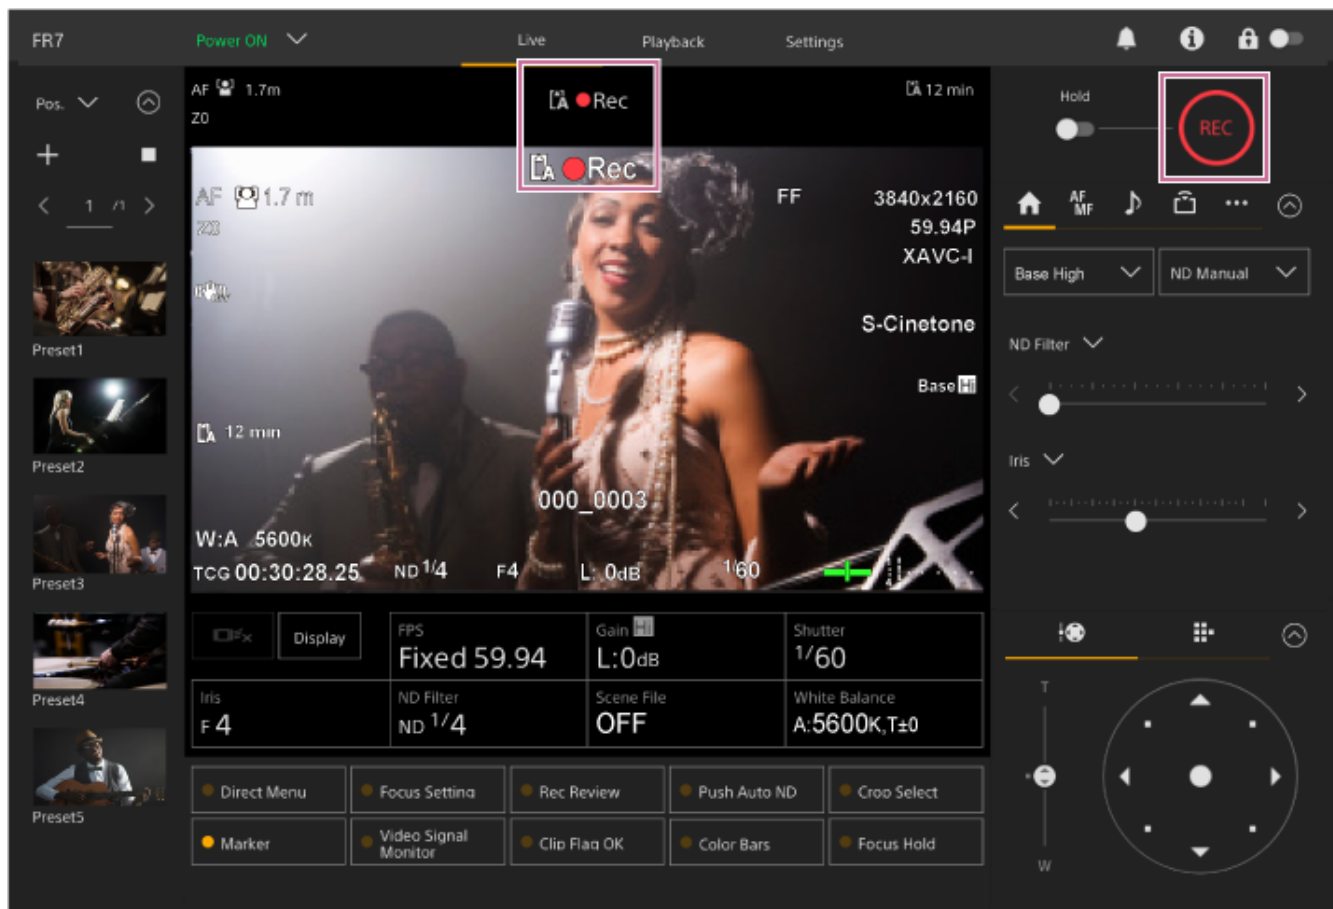 FR7
Power ON
Live
Playback
Settings
Pos.
1 /1
Preset1
Preset2
Preset3
Preset4
Preset5
AF 1.7m
Z0
A Rec
A 12 min
A Rec
AF 1.7 m
Z0
FF
3840x2160
59.94P
XAVC-I
S-Cinetone
Base Hi
A 12 min
000_0003
W:A 5600K
TCG 00:30:28.25
ND 1/4
F4
L: 0dB
1/60
Display
FPS
Fixed 59.94
Gain Hi
L:0dB
Shutter
1/60
Iris
F 4
ND Filter
ND 1/4
Scene File
OFF
White Balance
A:5600K,T±0
Direct Menu
Focus Setting
Rec Review
Push Auto ND
Crop Select
Marker
Video Signal
Monitor
Clip Flag OK
Color Bars
Focus Hold
Hold
REC
AF
MF
Base High
ND Manual
ND Filter
Iris
T
W